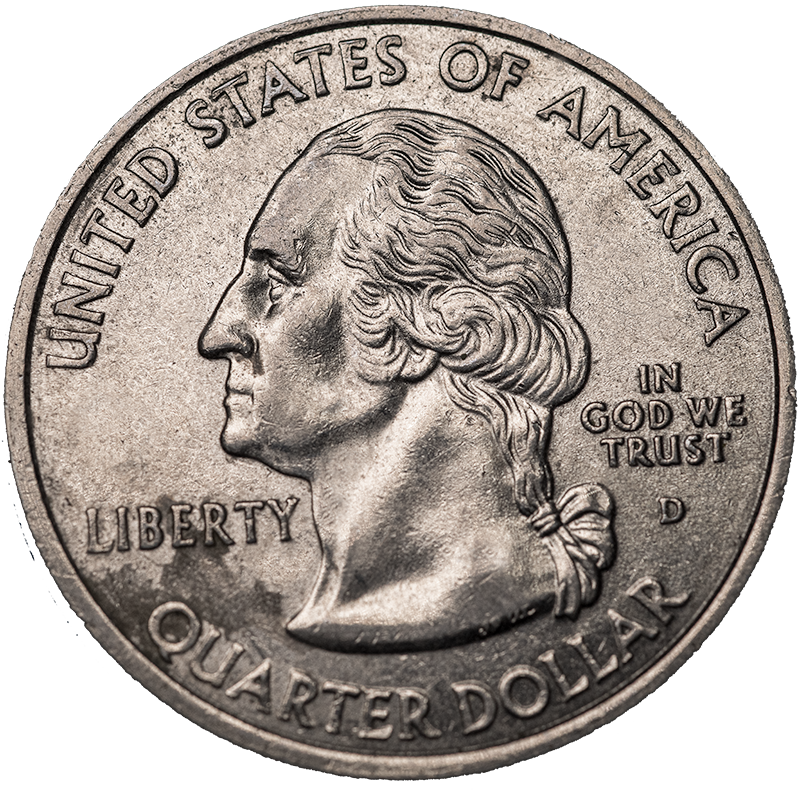 UNITED STATES OF AMERICA
LIBERTY
IN
GOD WE
TRUST
D
QUARTER DOLLAR